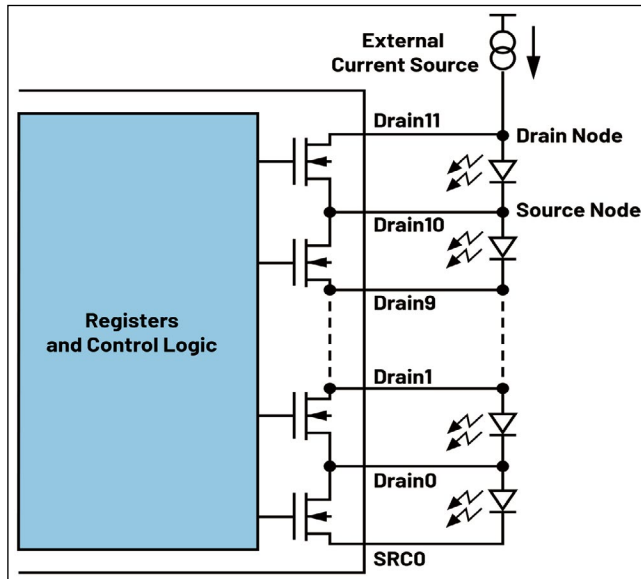 External
Current Source
Drain11
Drain Node
Drain10
Source Node
Drain9
Registers
and Control Logic
Drain1
Drain0
SRC0